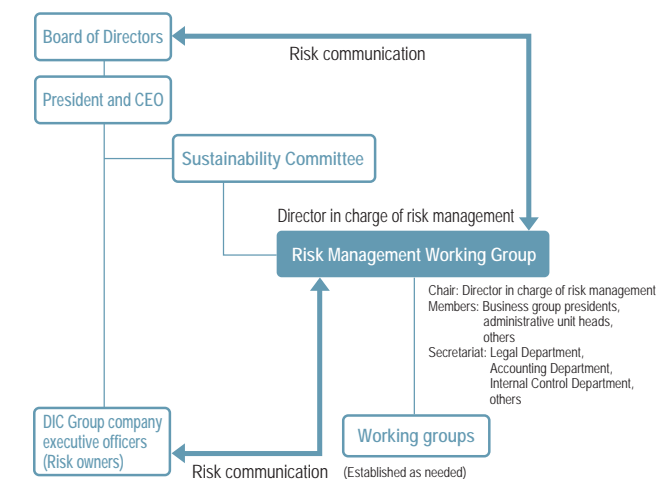 Board of Directors
Risk communication
President and CEO
Sustainability Committee
Director in charge of risk management
Risk Management Working Group
Chair: Director in charge of risk management
Members: Business group presidents,
administrative unit heads,
others
Secretariat: Legal Department,
Accounting Department,
Internal Control Department,
others
DIC Group company
executive officers
(Risk owners)
Working groups
Risk communication
(Established as needed)